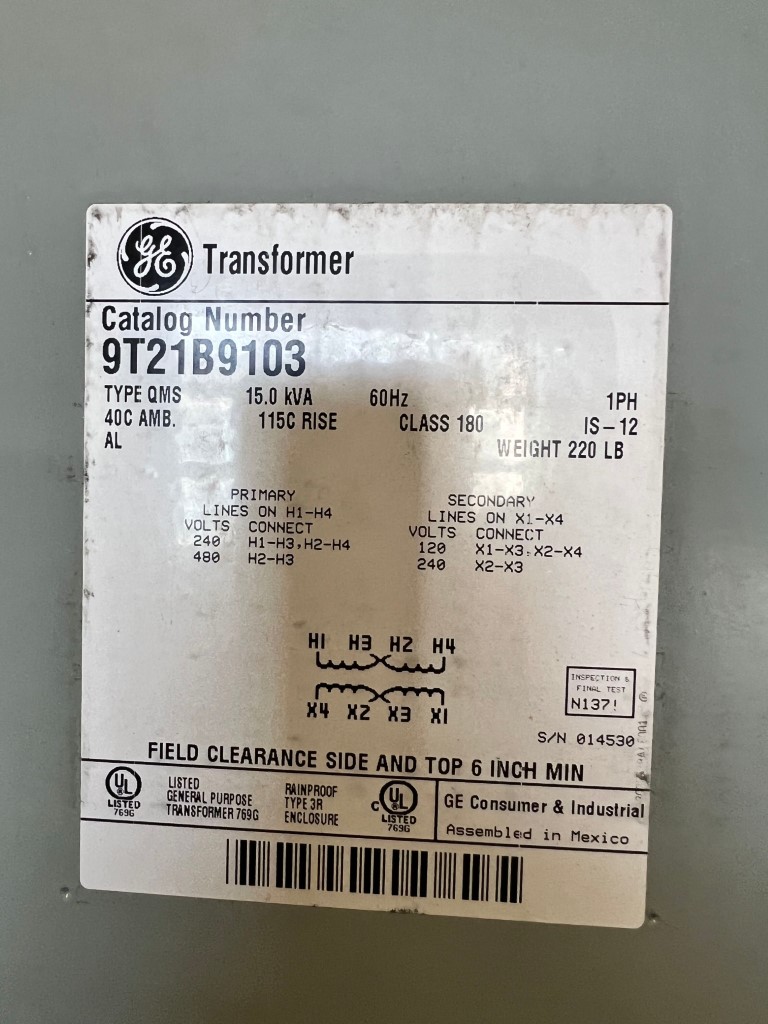 GE Transformer
Catalog Number
9T21B9103
TYPE QMS 15.0 kVA 60Hz 1PH
40C AMB. 115C RISE CLASS 180 IS-12
AL WEIGHT 220 LB
PRIMARY
LINES ON H1-H4
VOLTS CONNECT
240 H1-H3,H2-H4
480 H2-H3
SECONDARY
LINES ON X1-X4
VOLTS CONNECT
120 X1-X3,X2-X4
240 X2-X3
H1 H3 H2 H4
X4 X2 X3 X1
INSPECTION &
FINAL TEST
N137!
S/N 014530
FIELD CLEARANCE SIDE AND TOP 6 INCH MIN
UL
LISTED
769G
LISTED
GENERAL PURPOSE
TRANSFORMER 769G
RAINPROOF
TYPE 3R
ENCLOSURE
C UL
LISTED
769G
GE Consumer & Industrial
Assembled in Mexico